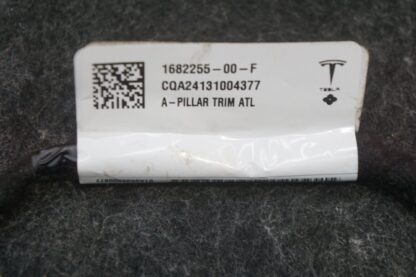 1682255-00-F
CQA24131004377
A-PILLAR TRIM ATL
TESLA